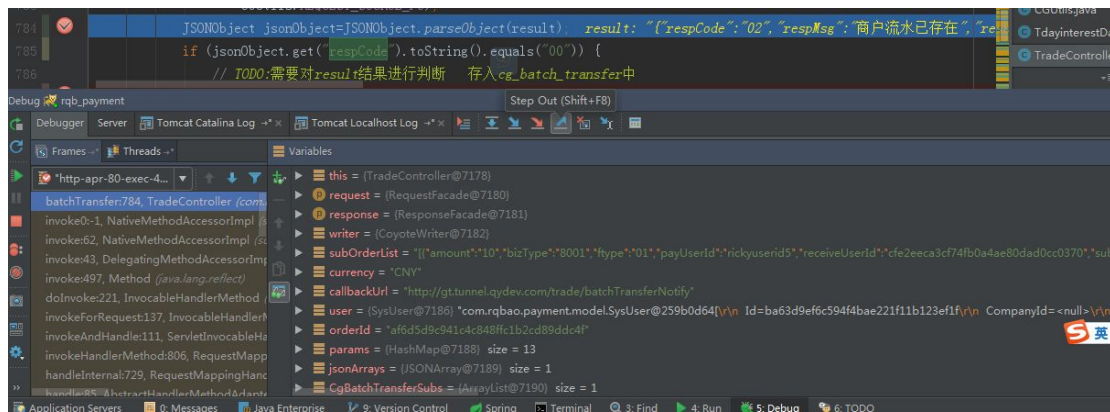 CGUtils.java
784 JSONObject jsonObject=JSONObject.parseObject(result); result: "{"respCode":"02","respMsg":"商户流水已存在","re
TdayinterestDa
785 if (jsonObject.get("respCode").toString().equals("00")) {
TradeControlle
786 // TODO:需要对result结果进行判断 存入cg_batch_transfer中
Debug rqb_payment
Step Out (Shift+F8)
Debugger Server Tomcat Catalina Log Tomcat Localhost Log
Frames Threads Variables
"http-apr-80-exec-4...
this = {TradeController@7178}
request = {RequestFacade@7180}
batchTransfer:784, TradeController (com.
response = {ResponseFacade@7181}
invoke0:-1, NativeMethodAccessorImpl
writer = {CoyoteWriter@7182}
invoke:62, NativeMethodAccessorImpl (su
subOrderList = "[{"amount":"10","bizType":"8001","ftype":"01","payUserId":"rickyuserid5","receiveUserId":"cfe2eeca3cf74fb0a4ae80dad0cc0370","sub
invoke:43, DelegatingMethodAccessorImp
currency = "CNY"
invoke:497, Method (java.lang.reflect)
callbackUrl = "http://gt.tunnel.qydev.com/trade/batchTransferNotify"
doInvoke:221, InvocableHandlerMethod
user = {SysUser@7186} "com.rqbao.payment.model.SysUser@259b0d64[\r\n Id=ba63d9ef6c594f4bae221f11b123ef1f\r\n CompanyId=<null>\r\n
invokeForRequest:137, InvocableHandlerM
orderId = "af6d5d9c941c4c848ffc1b2cd89ddc4f"
英
invokeAndHandle:111, ServletInvocableHa
params = {HashMap@7188} size = 13
invokeHandlerMethod:806, RequestMapp
jsonArrays = {JSONArray@7189} size = 1
handleInternal:729, RequestMappingHand
CgBatchTransferSubs = {ArrayList@7190} size = 1
handle:85, AbstractHandlerMethodAdapte
Application Servers 0: Messages Java Enterprise 9: Version Control Spring Terminal 3: Find 4: Run 5: Debug 6: TODO